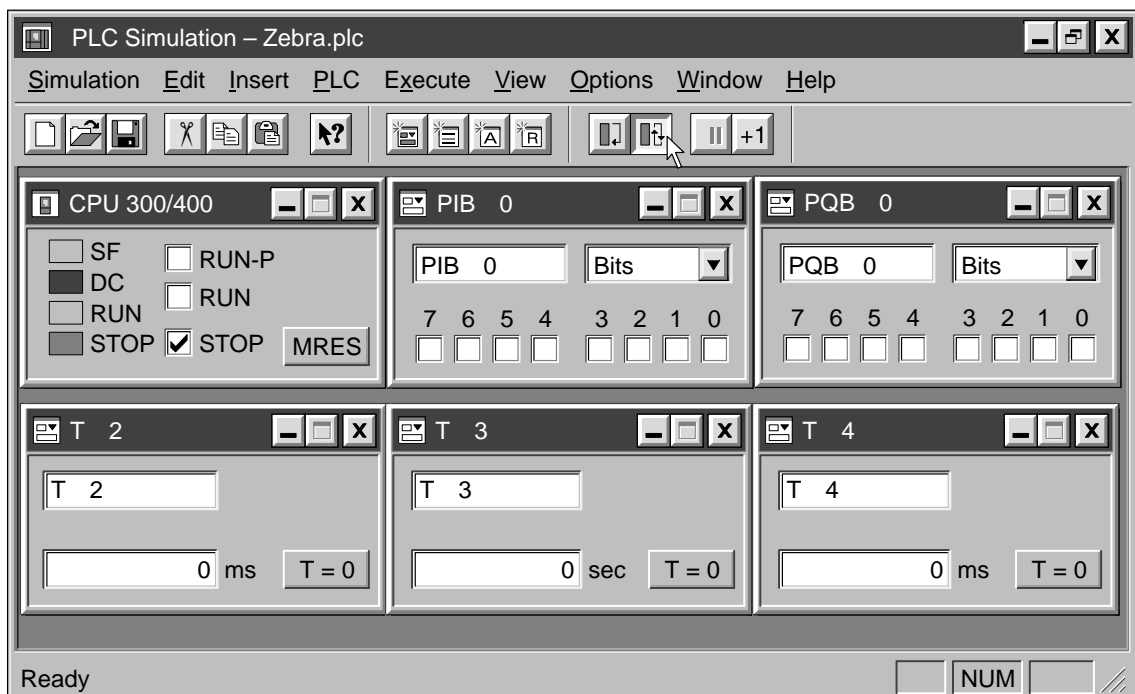 PLC Simulation – Zebra.plc
Simulation Edit Insert PLC Execute View Options Window Help
? A R +1
CPU 300/400
SF
DC
RUN
STOP
RUN-P
RUN
STOP
MRES
PIB 0
PIB 0 Bits
7 6 5 4 3 2 1 0
PQB 0
PQB 0 Bits
7 6 5 4 3 2 1 0
T 2
T 2
0 ms T = 0
T 3
T 3
0 sec T = 0
T 4
T 4
0 ms T = 0
Ready NUM